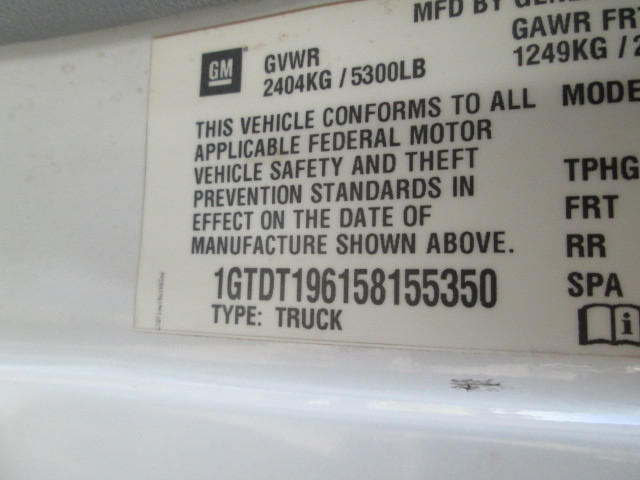 MFD BY GENE
GM
GVWR
2404KG / 5300LB
GAWR FRT
1249KG / 2
THIS VEHICLE CONFORMS TO ALL
APPLICABLE FEDERAL MOTOR
VEHICLE SAFETY AND THEFT
PREVENTION STANDARDS IN
EFFECT ON THE DATE OF
MANUFACTURE SHOWN ABOVE.
1GTDT196158155350
TYPE: TRUCK
MODE
TPHG
FRT
RR
SPA
i